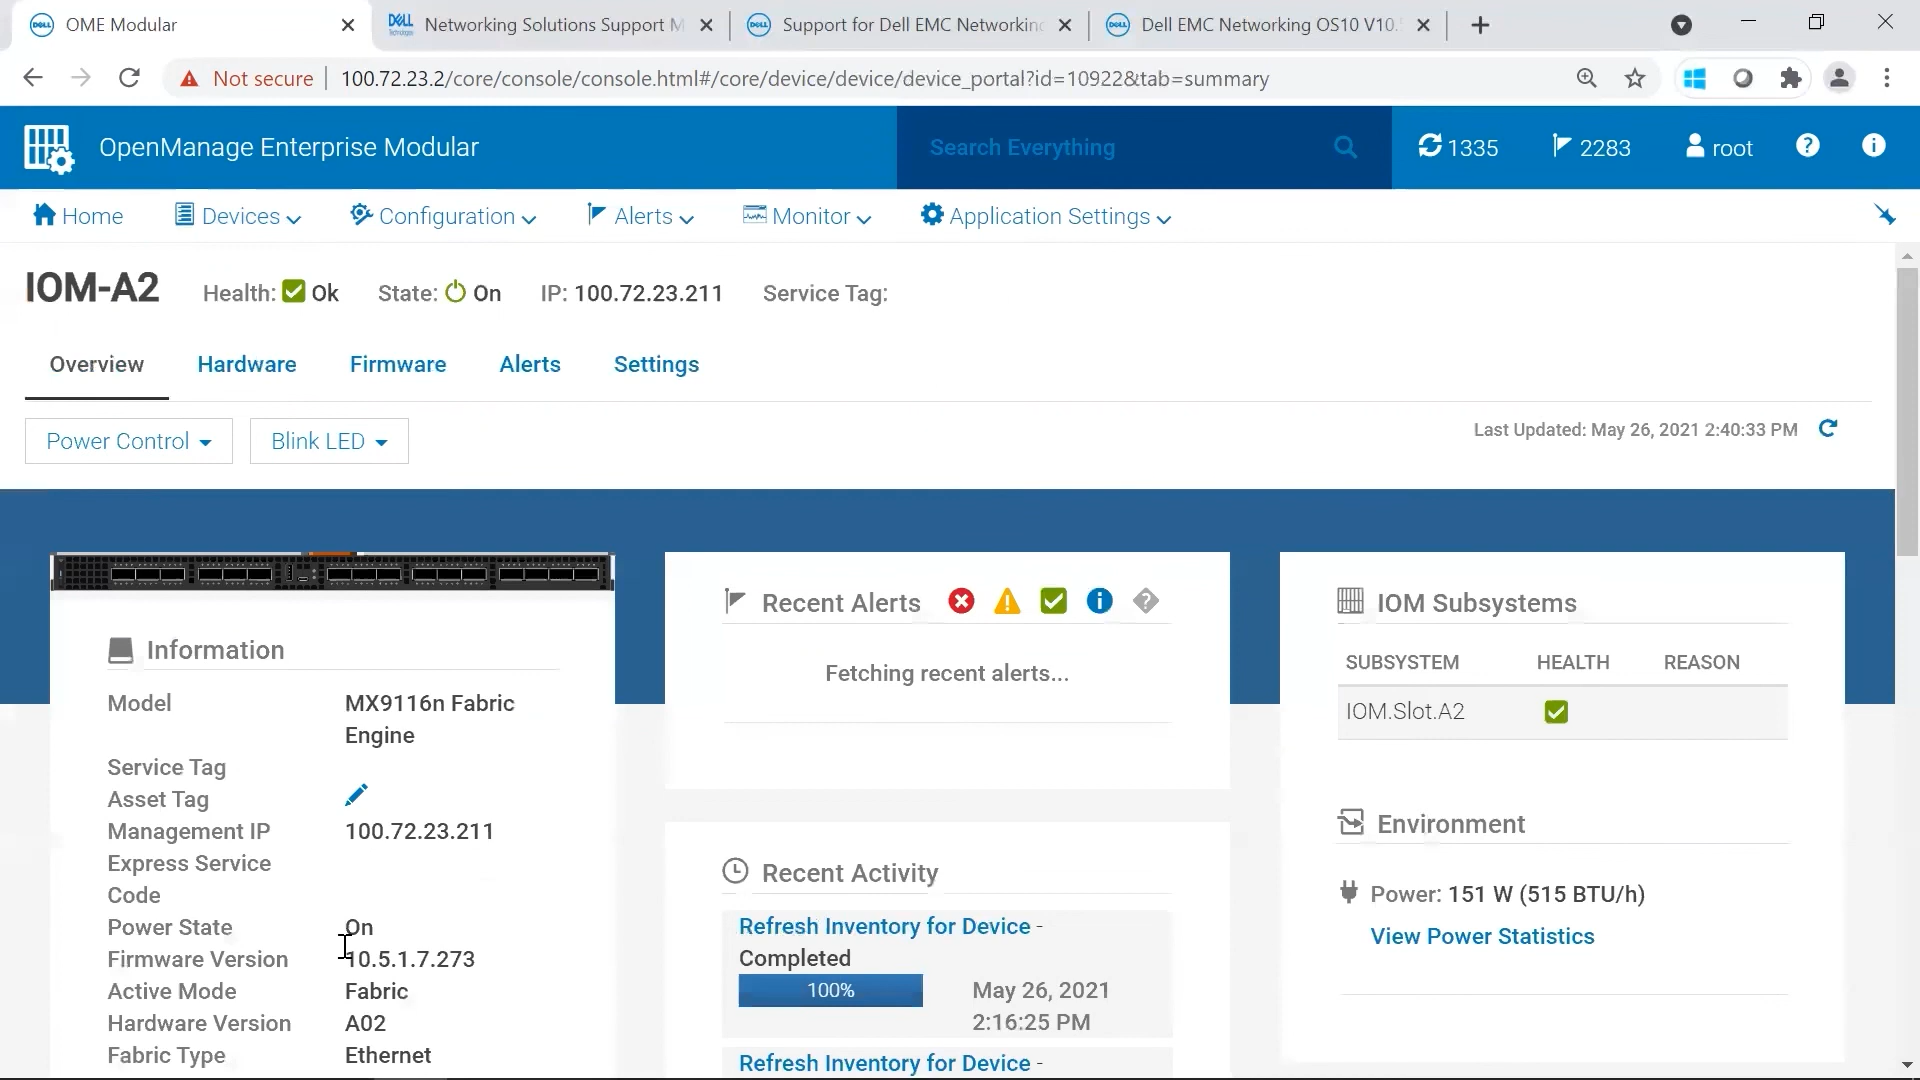 OME Modular
Networking Solutions Support M
Support for Dell EMC Networking
Dell EMC Networking OS10 V10.
Not secure
100.72.23.2/core/console/console.html#/core/device/device/device_portal?id=10922&tab=summary
OpenManage Enterprise Modular
Search Everything
1335
2283
root
Home
Devices
Configuration
Alerts
Monitor
Application Settings
IOM-A2
Health: Ok
State: On
IP: 100.72.23.211
Service Tag:
Overview
Hardware
Firmware
Alerts
Settings
Power Control
Blink LED
Last Updated: May 26, 2021 2:40:33 PM
Information
Model
MX9116n Fabric
Engine
Service Tag
Asset Tag
Management IP
100.72.23.211
Express Service
Code
Power State
On
Firmware Version
10.5.1.7.273
Active Mode
Fabric
Hardware Version
A02
Fabric Type
Ethernet
Recent Alerts
Fetching recent alerts...
Recent Activity
Refresh Inventory for Device -
Completed
100%
May 26, 2021
2:16:25 PM
Refresh Inventory for Device -
IOM Subsystems
SUBSYSTEM
HEALTH
REASON
IOM.Slot.A2
Environment
Power: 151 W (515 BTU/h)
View Power Statistics